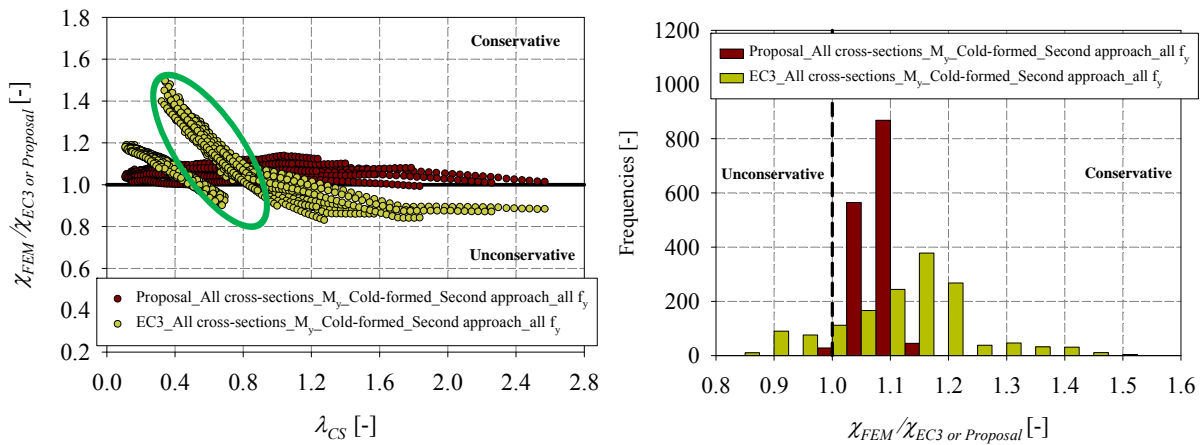 1.8
1.6
1.4
1.2
1.0
0.8
0.6
0.4
0.2
χFEM/χEC3 or Proposal [-]
Conservative
Unconservative
Proposal_All cross-sections_My_Cold-formed_Second approach_all fy
EC3_All cross-sections_My_Cold-formed_Second approach_all fy
0.0 0.4 0.8 1.2 1.6 2.0 2.4 2.8
λCS [-]
1200
1000
800
600
400
200
0
Frequencies [-]
Proposal_All cross-sections_My_Cold-formed_Second approach_all fy
EC3_All cross-sections_My_Cold-formed_Second approach_all fy
Unconservative
Conservative
0.8 0.9 1.0 1.1 1.2 1.3 1.4 1.5 1.6
χFEM/χEC3 or Proposal [-]